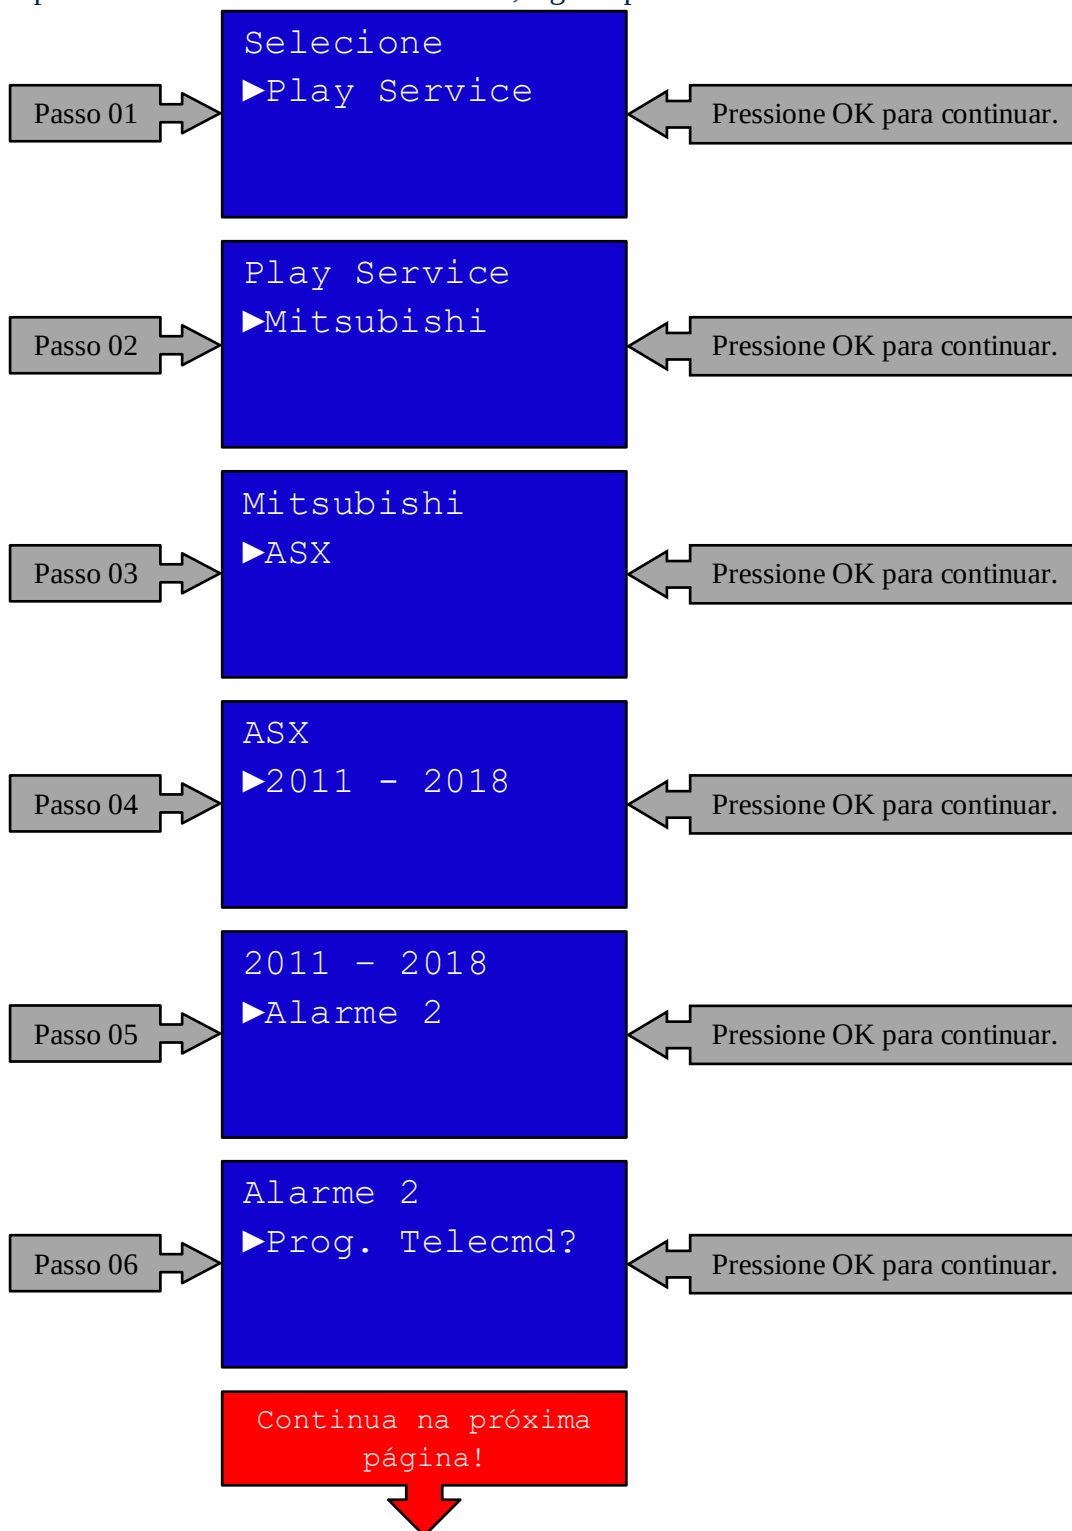 Selecione
►Play Service
Passo 01
Pressione OK para continuar.
Play Service
►Mitsubishi
Passo 02
Pressione OK para continuar.
Mitsubishi
►ASX
Passo 03
Pressione OK para continuar.
ASX
►2011 - 2018
Passo 04
Pressione OK para continuar.
2011 – 2018
►Alarme 2
Passo 05
Pressione OK para continuar.
Alarme 2
►Prog. Telecmd?
Passo 06
Pressione OK para continuar.
Continua na próxima
página!